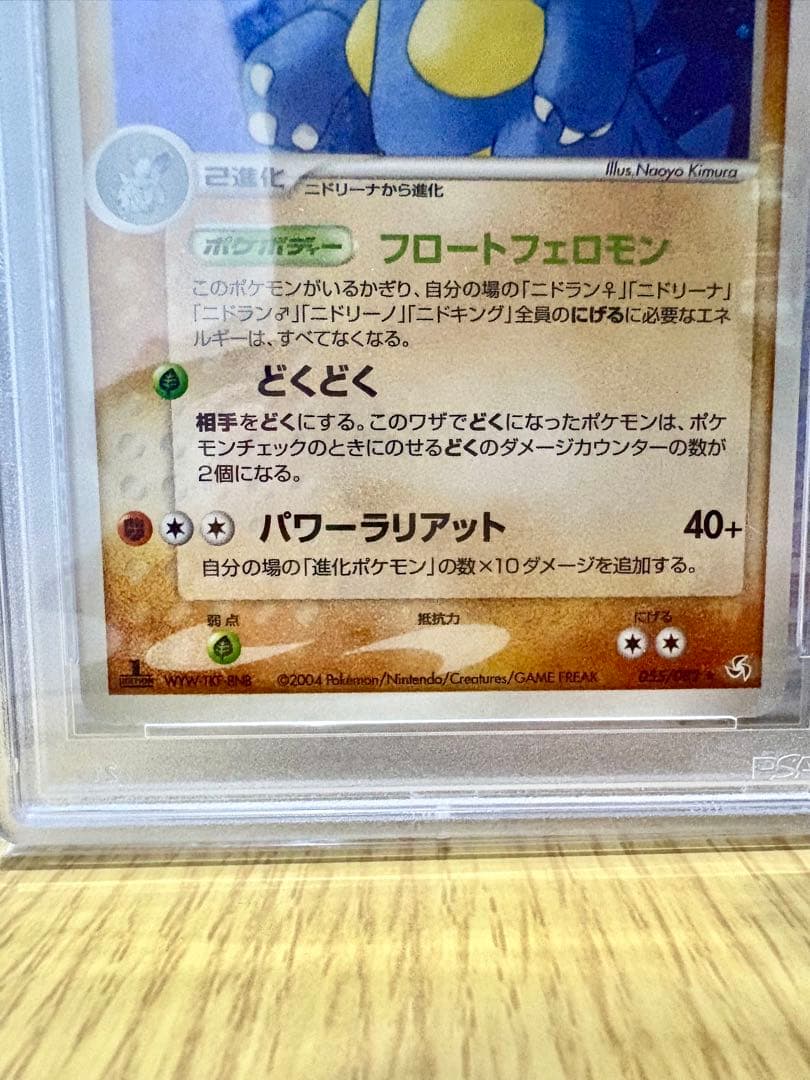 Illus. Naoyo Kimura
進化
ニドリーナから進化
ポケボディー フロートフェロモン
このポケモンがいるかぎり、自分の場の「ニドラン♀」「ニドリーナ」
「ニドラン♂」「ニドリーノ」「ニドキング」全員のにげるに必要なエネ
ルギーは、すべてなくなる。
どくどく
相手をどくにする。このワザでどくになったポケモンは、ポケ
モンチェックのときにのせるどくのダメージカウンターの数が
2個になる。
パワーラリアット 40+
自分の場の「進化ポケモン」の数×10ダメージを追加する。
弱点 抵抗力 にげる
1 EDITION WYW-TKF-BNB ©2004 Pokémon/Nintendo/Creatures/GAME FREAK 055/082 ★
PSA